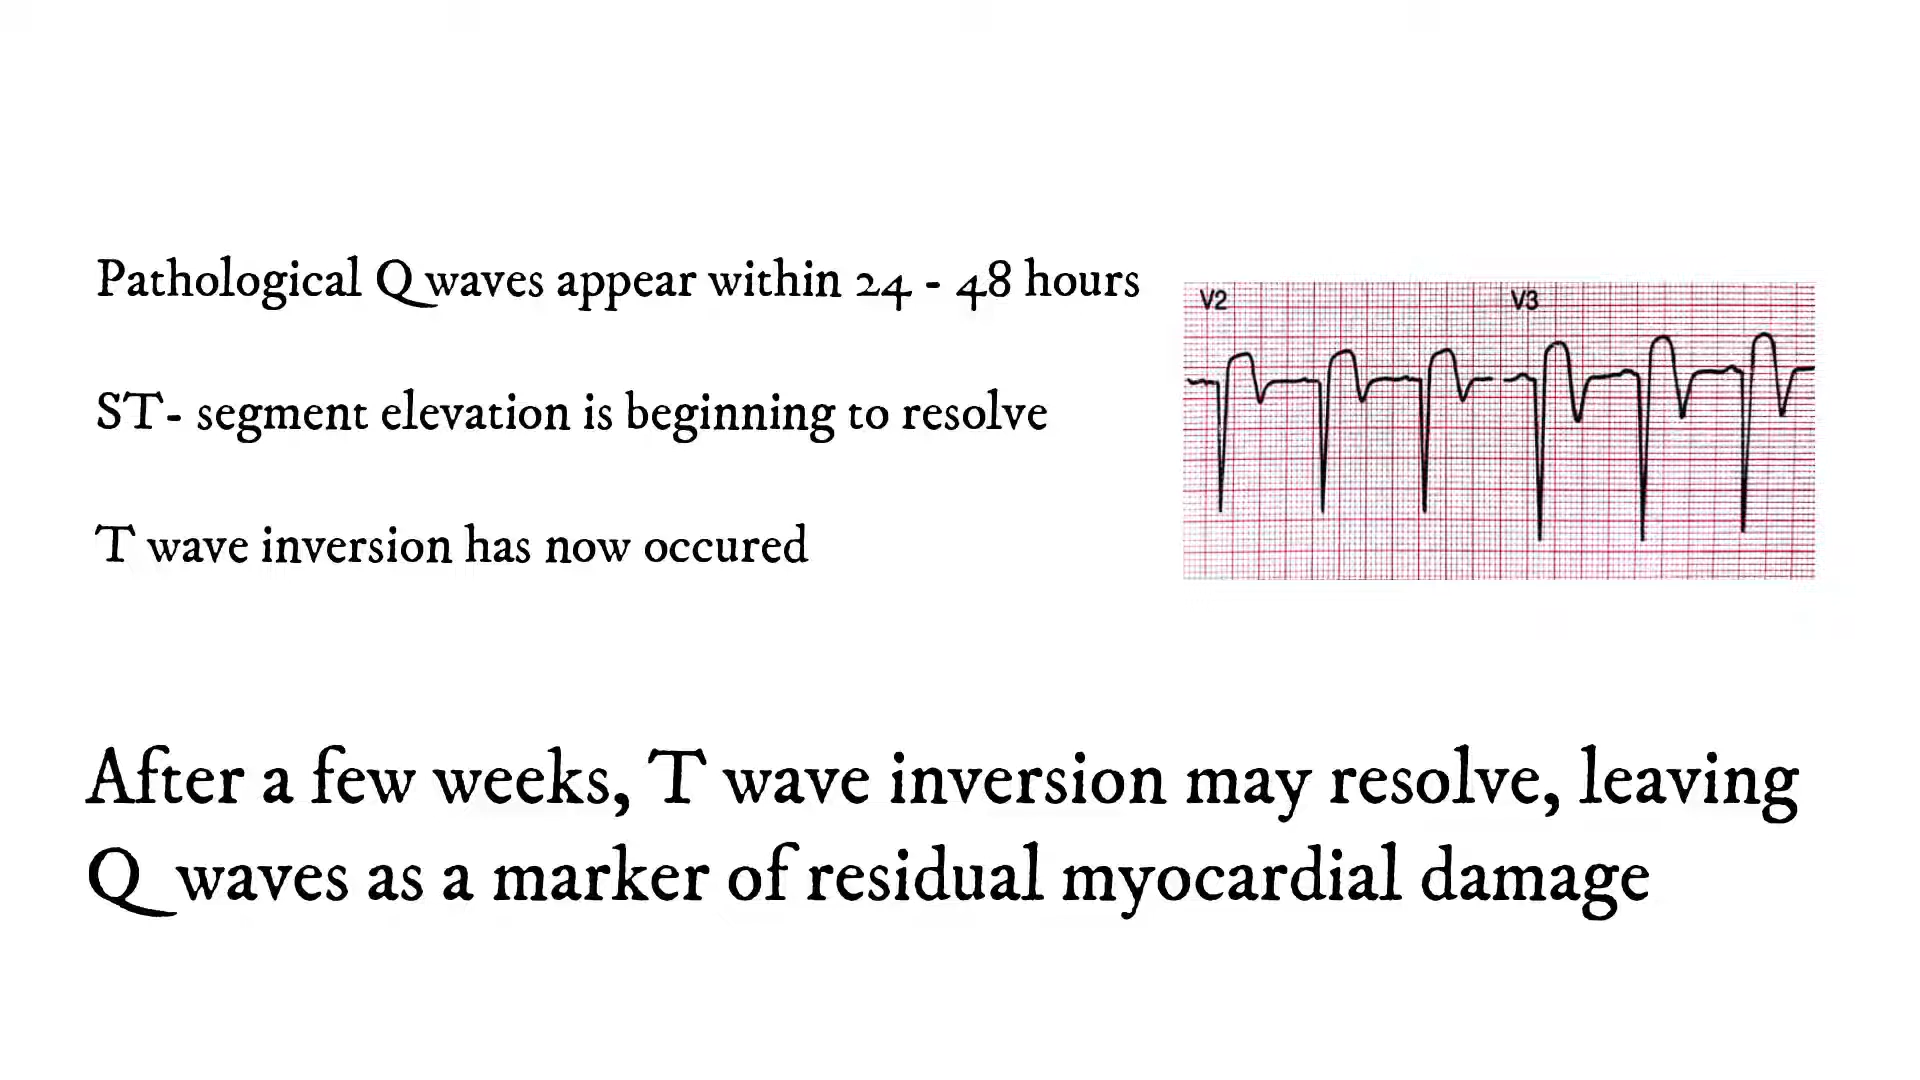 Pathological Q waves appear within 24 - 48 hours
V2 V3
ST- segment elevation is beginning to resolve
T wave inversion has now occured
After a few weeks, T wave inversion may resolve, leaving
Q waves as a marker of residual myocardial damage